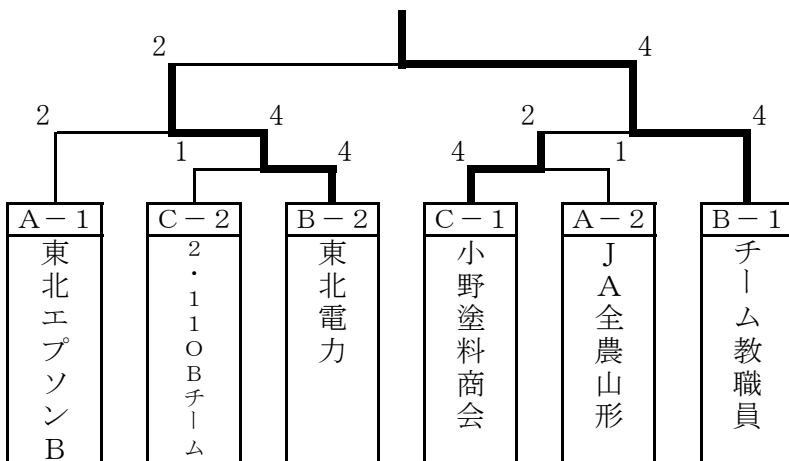 2 4
2 4 2 4
1 4 4 1
A-1 C-2 B-2 C-1 A-2 B-1
東北エプソンB
2・11OBチーム
東北電力
小野塗料商会
JA全農山形
チーム教職員